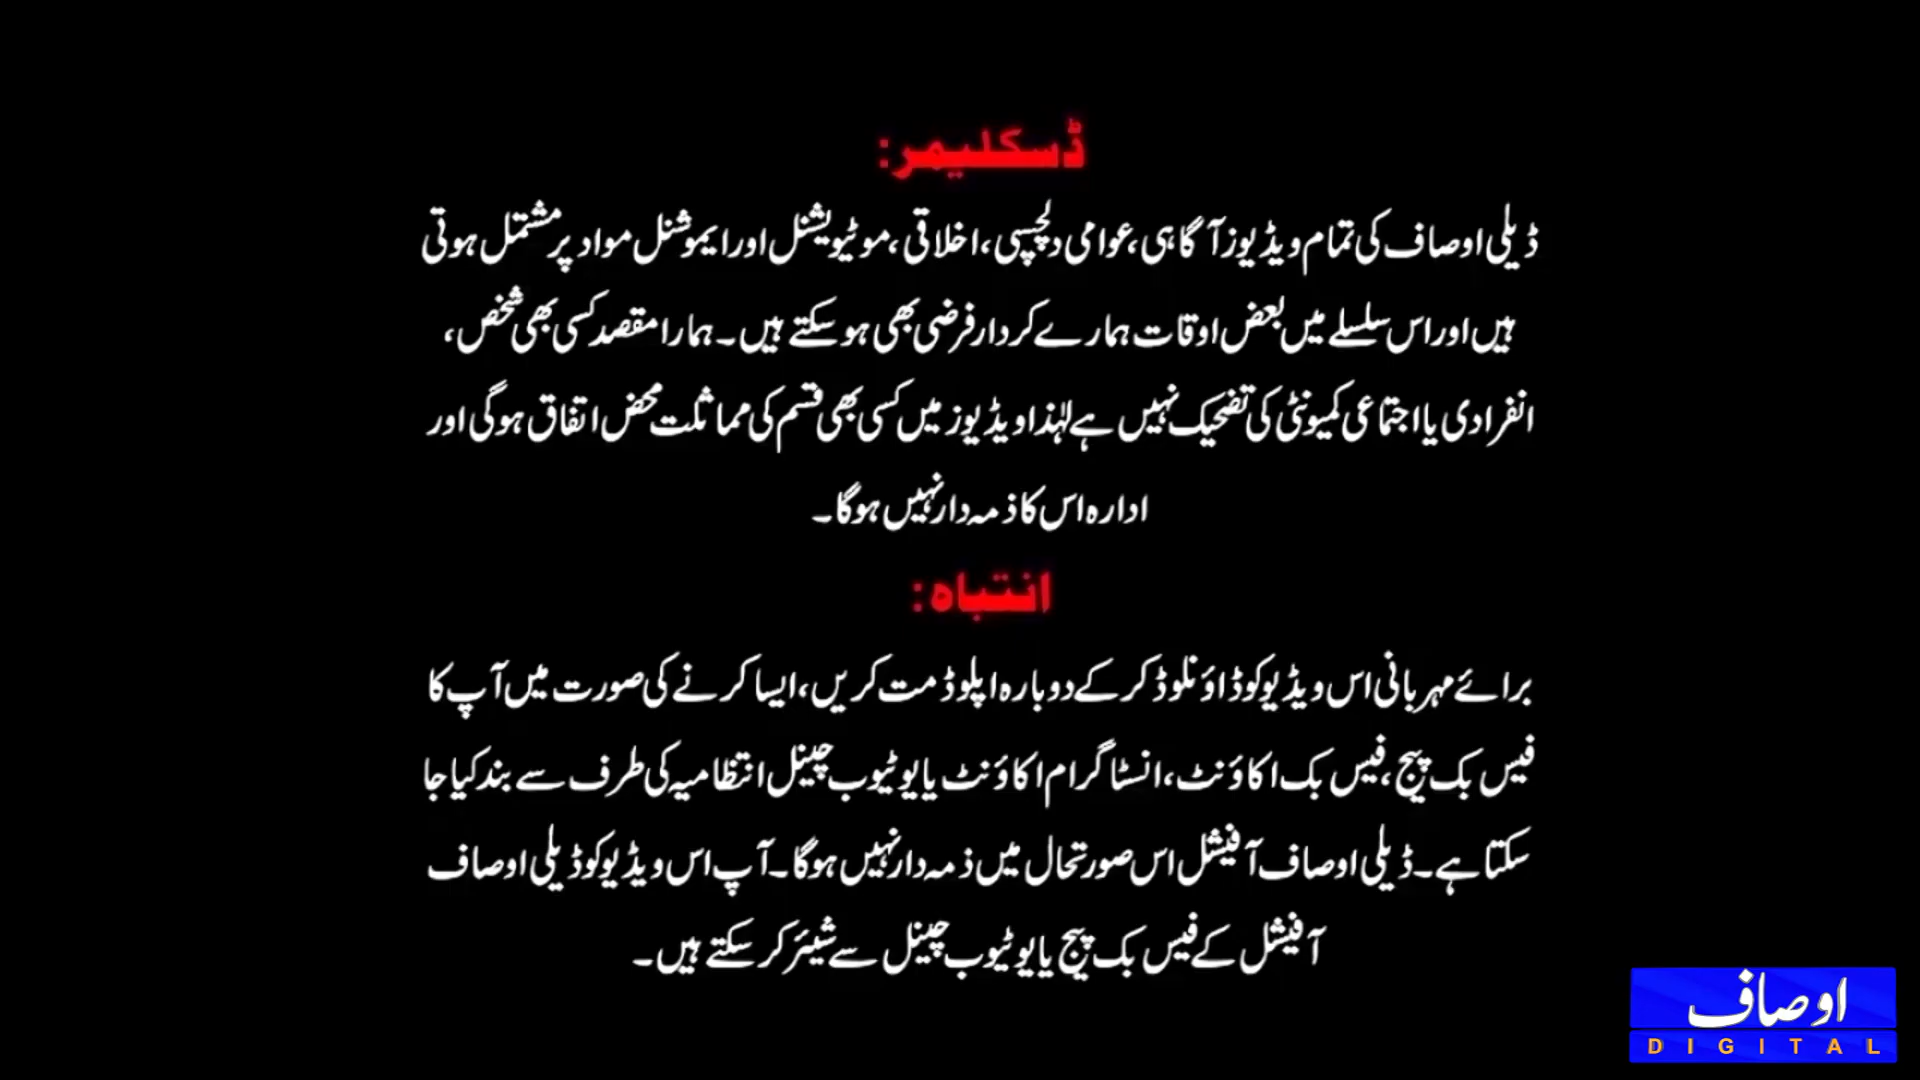 ڈسکلیمر:
ڈیلی اوصاف کی تمام ویڈیوز آگاہی، عوامی دلچسپی، اخلاقی، موٹیویشنل اور ایموشنل مواد پر مشتمل ہوتی
ہیں اور اس سلسلے میں بعض اوقات ہمارے کردار فرضی بھی ہو سکتے ہیں۔ ہمارا مقصد کسی بھی شخص،
انفرادی یا اجتماعی کمیونٹی کی تضحیک نہیں ہے لہٰذا ویڈیوز میں کسی بھی قسم کی مماثلت محض اتفاق ہوگی اور
ادارہ اس کا ذمہ دار نہیں ہوگا۔
انتباہ:
برائے مہربانی اس ویڈیو کو ڈاؤنلوڈ کر کے دوبارہ اپلوڈ مت کریں، ایسا کرنے کی صورت میں آپ کا
فیس بک پیج، فیس بک اکاؤنٹ، انسٹا گرام اکاؤنٹ یا یوٹیوب چینل انتظامیہ کی طرف سے بند کیا جا
سکتا ہے۔ ڈیلی اوصاف آفیشل اس صورتحال میں ذمہ دار نہیں ہوگا۔ آپ اس ویڈیو کو ڈیلی اوصاف
آفیشل کے فیس بک پیج یا یوٹیوب چینل سے شیئر کر سکتے ہیں۔
اوصاف
DIGITAL